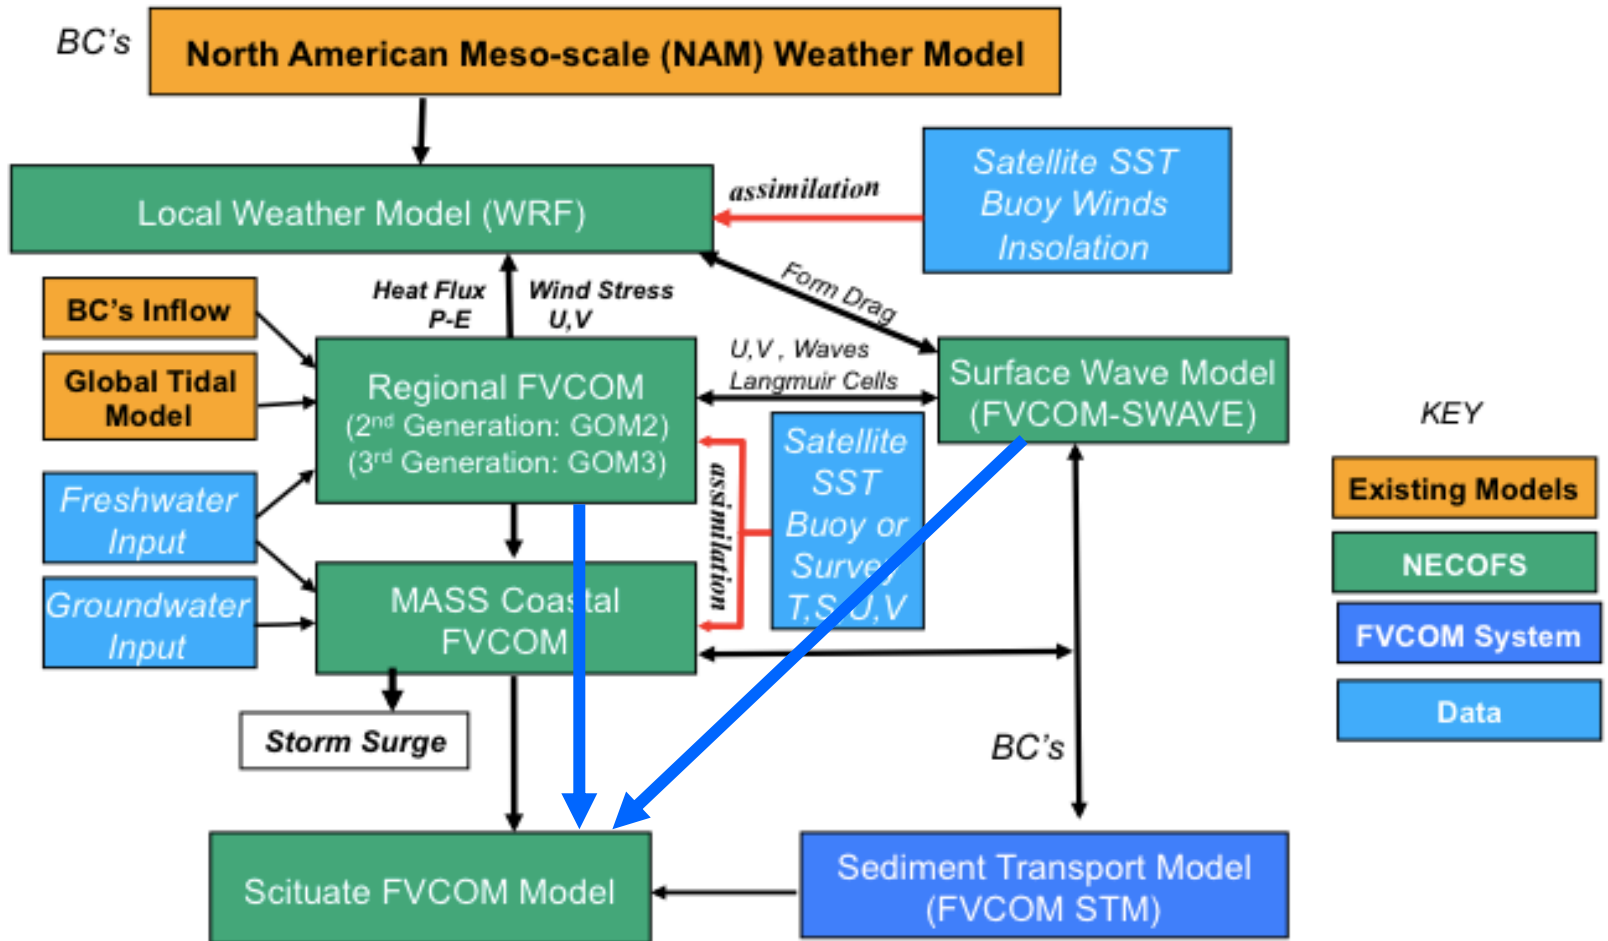 BC's
North American Meso-scale (NAM) Weather Model
Local Weather Model (WRF)
assimilation
Satellite SST
Buoy Winds
Insolation
Heat Flux
P-E
Wind Stress
U,V
Form Drag
BC's Inflow
Global Tidal
Model
Regional FVCOM
(2nd Generation: GOM2)
(3rd Generation: GOM3)
U,V , Waves
Langmuir Cells
Surface Wave Model
(FVCOM-SWAVE)
Freshwater
Input
Groundwater
Input
assimilation
Satellite
SST
Buoy or
Survey
T,S,U,V
MASS Coastal
FVCOM
Storm Surge
BC's
Scituate FVCOM Model
Sediment Transport Model
(FVCOM STM)
KEY
Existing Models
NECOFS
FVCOM System
Data